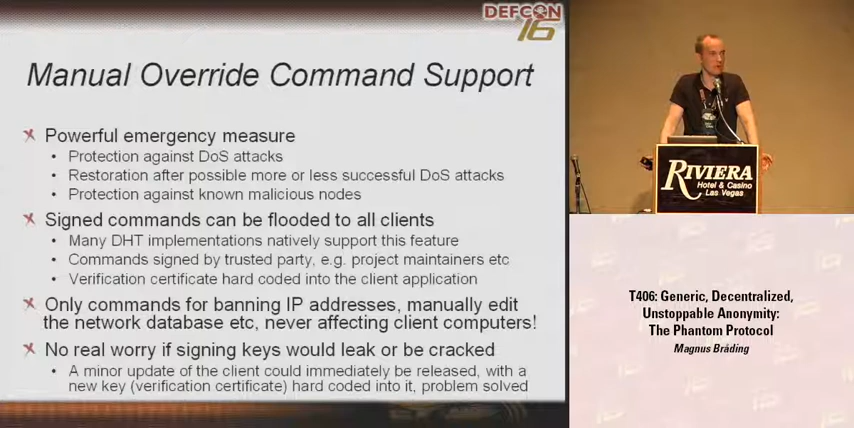 DEFCON
16
Manual Override Command Support
Powerful emergency measure
• Protection against DoS attacks
• Restoration after possible more or less successful DoS attacks
• Protection against known malicious nodes
Signed commands can be flooded to all clients
• Many DHT implementations natively support this feature
• Commands signed by trusted party, e.g. project maintainers etc
• Verification certificate hard coded into the client application
Only commands for banning IP addresses, manually edit
the network database etc, never affecting client computers!
No real worry if signing keys would leak or be cracked
• A minor update of the client could immediately be released, with a
new key (verification certificate) hard coded into it, problem solved
RIVIERA
Hotel & Casino
Las Vegas
T406: Generic, Decentralized,
Unstoppable Anonymity:
The Phantom Protocol
Magnus Bråding